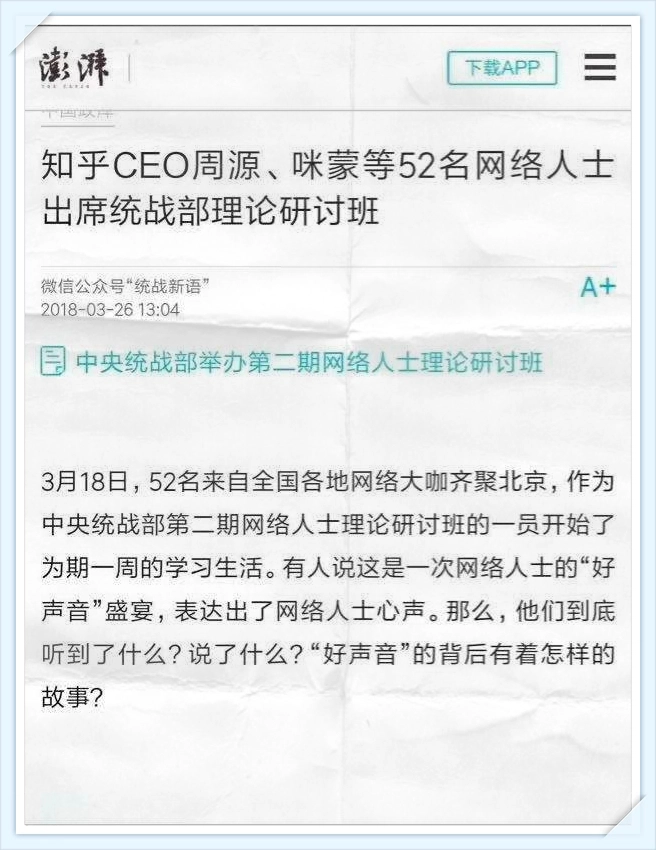 澎湃
THE PAPER
下载APP
中国政库
知乎CEO周源、咪蒙等52名网络人士
出席统战部理论研讨班
微信公众号“统战新语”
A+
2018-03-26 13:04
中央统战部举办第二期网络人士理论研讨班
3月18日，52名来自全国各地网络大咖齐聚北京，作为
中央统战部第二期网络人士理论研讨班的一员开始了
为期一周的学习生活。有人说这是一次网络人士的“好
声音”盛宴，表达出了网络人士心声。那么，他们到底
听到了什么？说了什么？“好声音”的背后有着怎样的
故事？